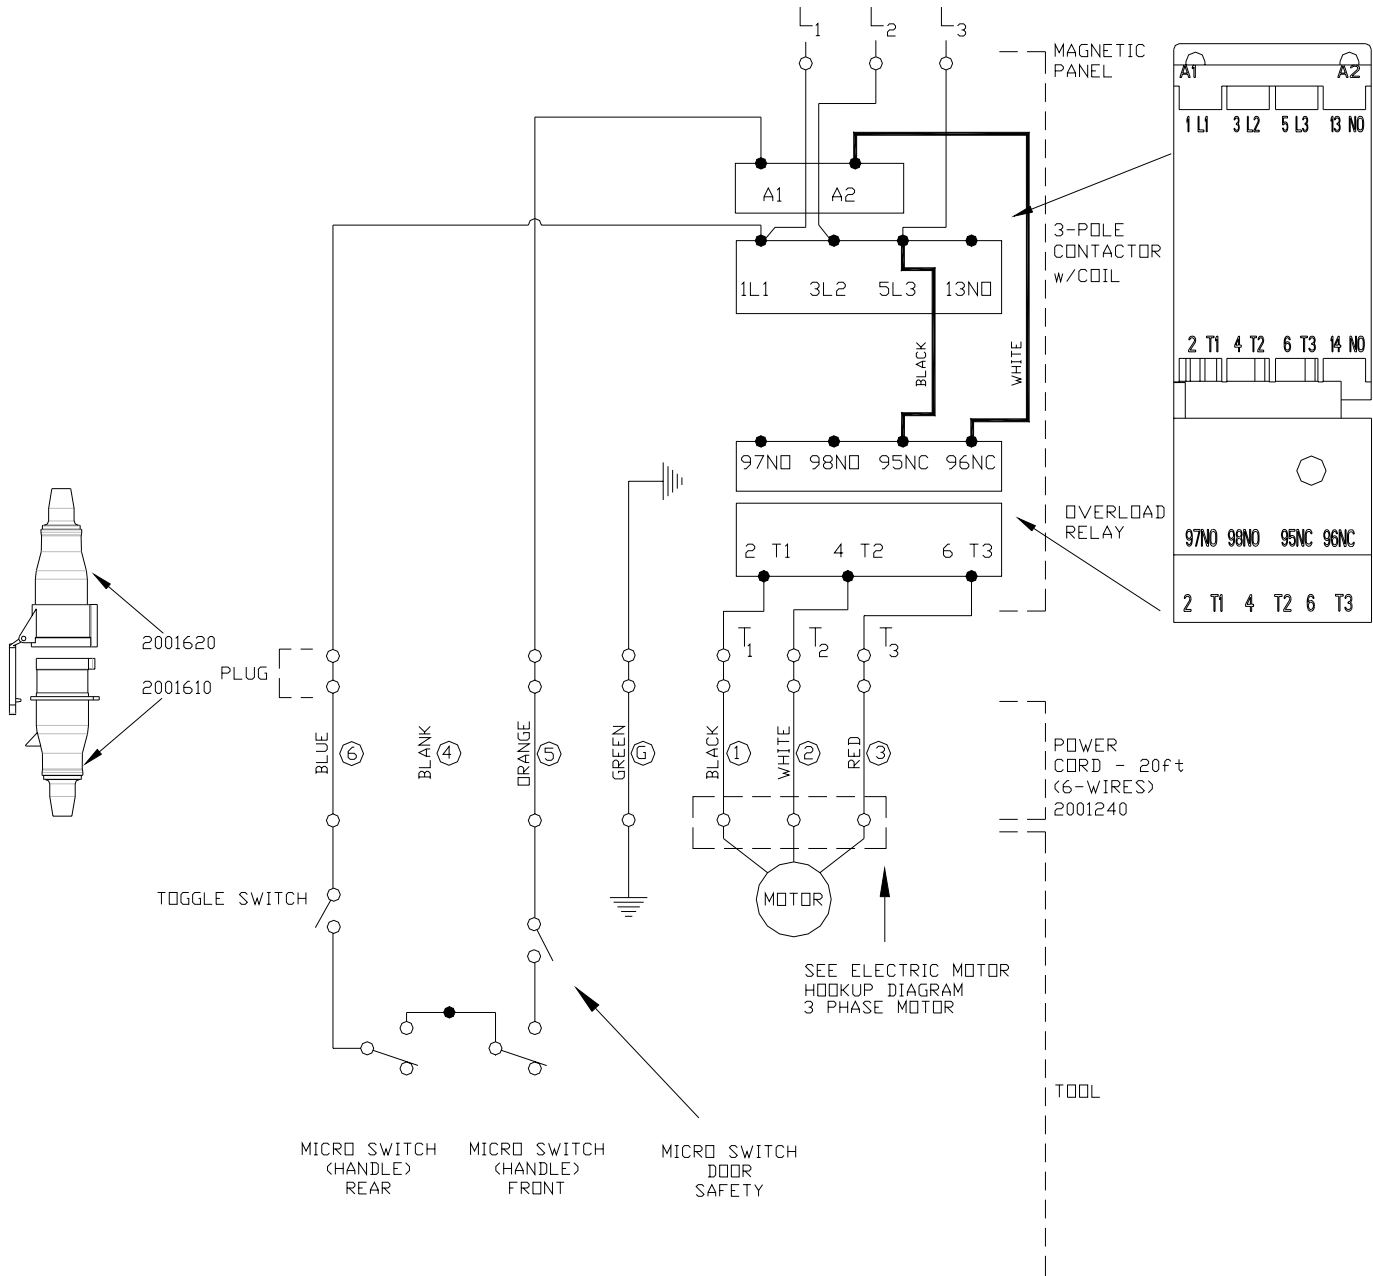 L1 L2 L3
MAGNETIC
PANEL
A1 A2
1 L1 3 L2 5 L3 13 NO
A1 A2
3-POLE
CONTACTOR
w/COIL
1L1 3L2 5L3 13NO
BLACK
WHITE
2 T1 4 T2 6 T3 14 NO
97NO 98NO 95NC 96NC
OVERLOAD
RELAY
97NO 98NO 95NC 96NC
2 T1 4 T2 6 T3
2 T1 4 T2 6 T3
T1 T2 T3
2001620
PLUG
2001610
BLUE 6
BLANK 4
ORANGE 5
GREEN G
BLACK 1
WHITE 2
RED 3
POWER
CORD - 20ft
(6-WIRES)
2001240
TOGGLE SWITCH
MOTOR
SEE ELECTRIC MOTOR
HOOKUP DIAGRAM
3 PHASE MOTOR
TOOL
MICRO SWITCH
(HANDLE)
REAR
MICRO SWITCH
(HANDLE)
FRONT
MICRO SWITCH
DOOR
SAFETY